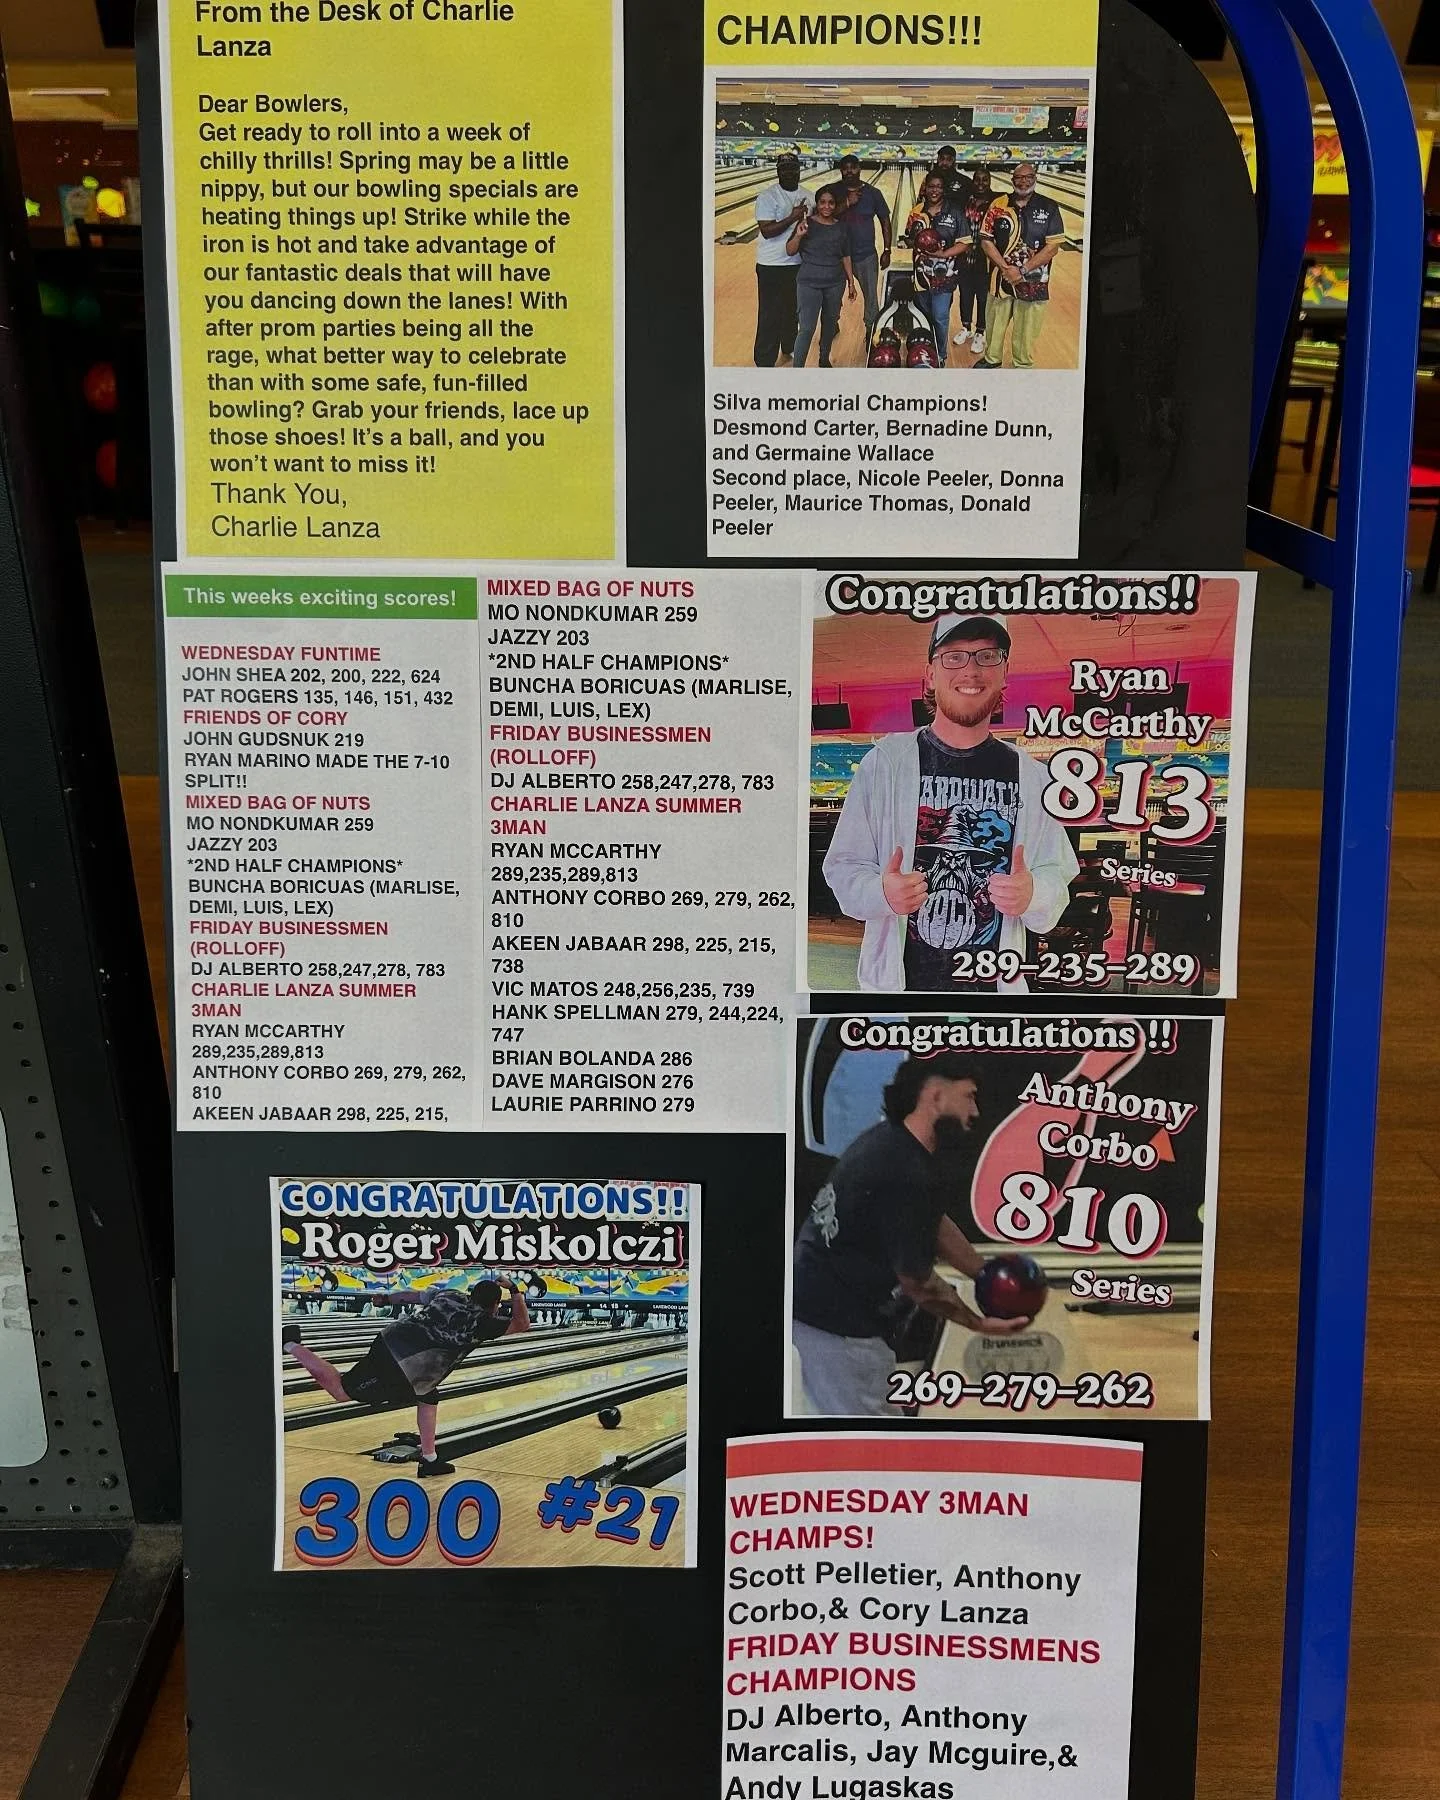 From the Desk of Charlie
Lanza
Dear Bowlers,
Get ready to roll into a week of
chilly thrills! Spring may be a little
nippy, but our bowling specials are
heating things up! Strike while the
iron is hot and take advantage of
our fantastic deals that will have
you dancing down the lanes! With
after prom parties being all the
rage, what better way to celebrate
than with some safe, fun-filled
bowling? Grab your friends, lace up
those shoes! It's a ball, and you
won't want to miss it!
Thank You,
Charlie Lanza
CHAMPIONS!!!
Silva memorial Champions!
Desmond Carter, Bernadine Dunn,
and Germaine Wallace
Second place, Nicole Peeler, Donna
Peeler, Maurice Thomas, Donald
Peeler
This weeks exciting scores!
WEDNESDAY FUNTIME
JOHN SHEA 202, 200, 222, 624
PAT ROGERS 135, 146, 151, 432
FRIENDS OF CORY
JOHN GUDSNUK 219
RYAN MARINO MADE THE 7-10
SPLIT!!
MIXED BAG OF NUTS
MO NONDKUMAR 259
JAZZY 203
*2ND HALF CHAMPIONS*
BUNCHA BORICUAS (MARLISE,
DEMI, LUIS, LEX)
FRIDAY BUSINESSMEN
(ROLLOFF)
DJ ALBERTO 258,247,278, 783
CHARLIE LANZA SUMMER
3MAN
RYAN MCCARTHY
289,235,289,813
ANTHONY CORBO 269, 279, 262,
810
AKEEN JABAAR 298, 225, 215,
MIXED BAG OF NUTS
MO NONDKUMAR 259
JAZZY 203
*2ND HALF CHAMPIONS*
BUNCHA BORICUAS (MARLISE,
DEMI, LUIS, LEX)
FRIDAY BUSINESSMEN
(ROLLOFF)
DJ ALBERTO 258,247,278, 783
CHARLIE LANZA SUMMER
3MAN
RYAN MCCARTHY
289,235,289,813
ANTHONY CORBO 269, 279, 262,
810
AKEEN JABAAR 298, 225, 215,
738
VIC MATOS 248,256,235, 739
HANK SPELLMAN 279, 244,224,
747
BRIAN BOLANDA 286
DAVE MARGISON 276
LAURIE PARRINO 279
Congratulations!!
Ryan
McCarthy
813
Series
HARDWALK
ROCK
289-235-289
Congratulations !!
Anthony
Corbo
810
Series
Brunswick
269-279-262
CONGRATULATIONS!!
Roger Miskolczi
LAKEWOOD LANES
14 13
300 #21
WEDNESDAY 3MAN
CHAMPS!
Scott Pelletier, Anthony
Corbo,& Cory Lanza
FRIDAY BUSINESSMENS
CHAMPIONS
DJ Alberto, Anthony
Marcalis, Jay Mcguire,&
Andy Lugaskas